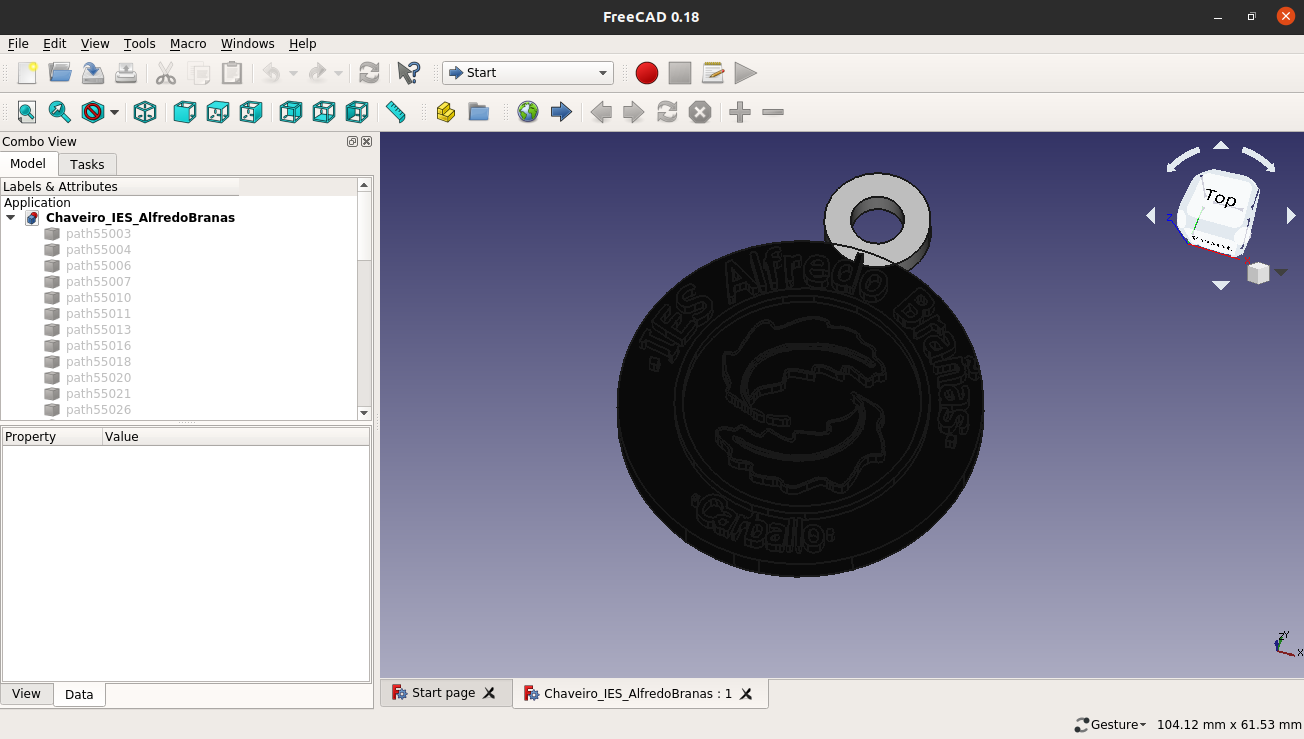 FreeCAD 0.18
File Edit View Tools Macro Windows Help
Start
Combo View
Model Tasks
Labels & Attributes
Application
Chaveiro_IES_AlfredoBranas
path55003
path55004
path55006
path55007
path55010
path55011
path55013
path55016
path55018
path55020
path55021
path55026
Property Value
View Data
·IES Alfredo Brañas·
·Carballo·
Top
Z
Z Y
X
Start page
Chaveiro_IES_AlfredoBranas : 1
Gesture 104.12 mm x 61.53 mm